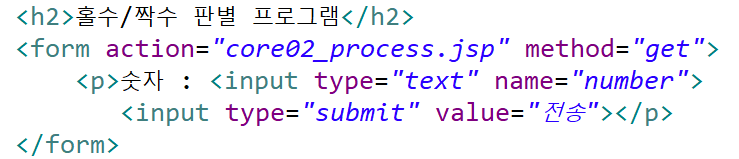 <h2>홀수/짝수 판별 프로그램</h2>
<form action="core02_process.jsp" method="get">
<p>숫자 : <input type="text" name="number">
<input type="submit" value="전송"></p>
</form>